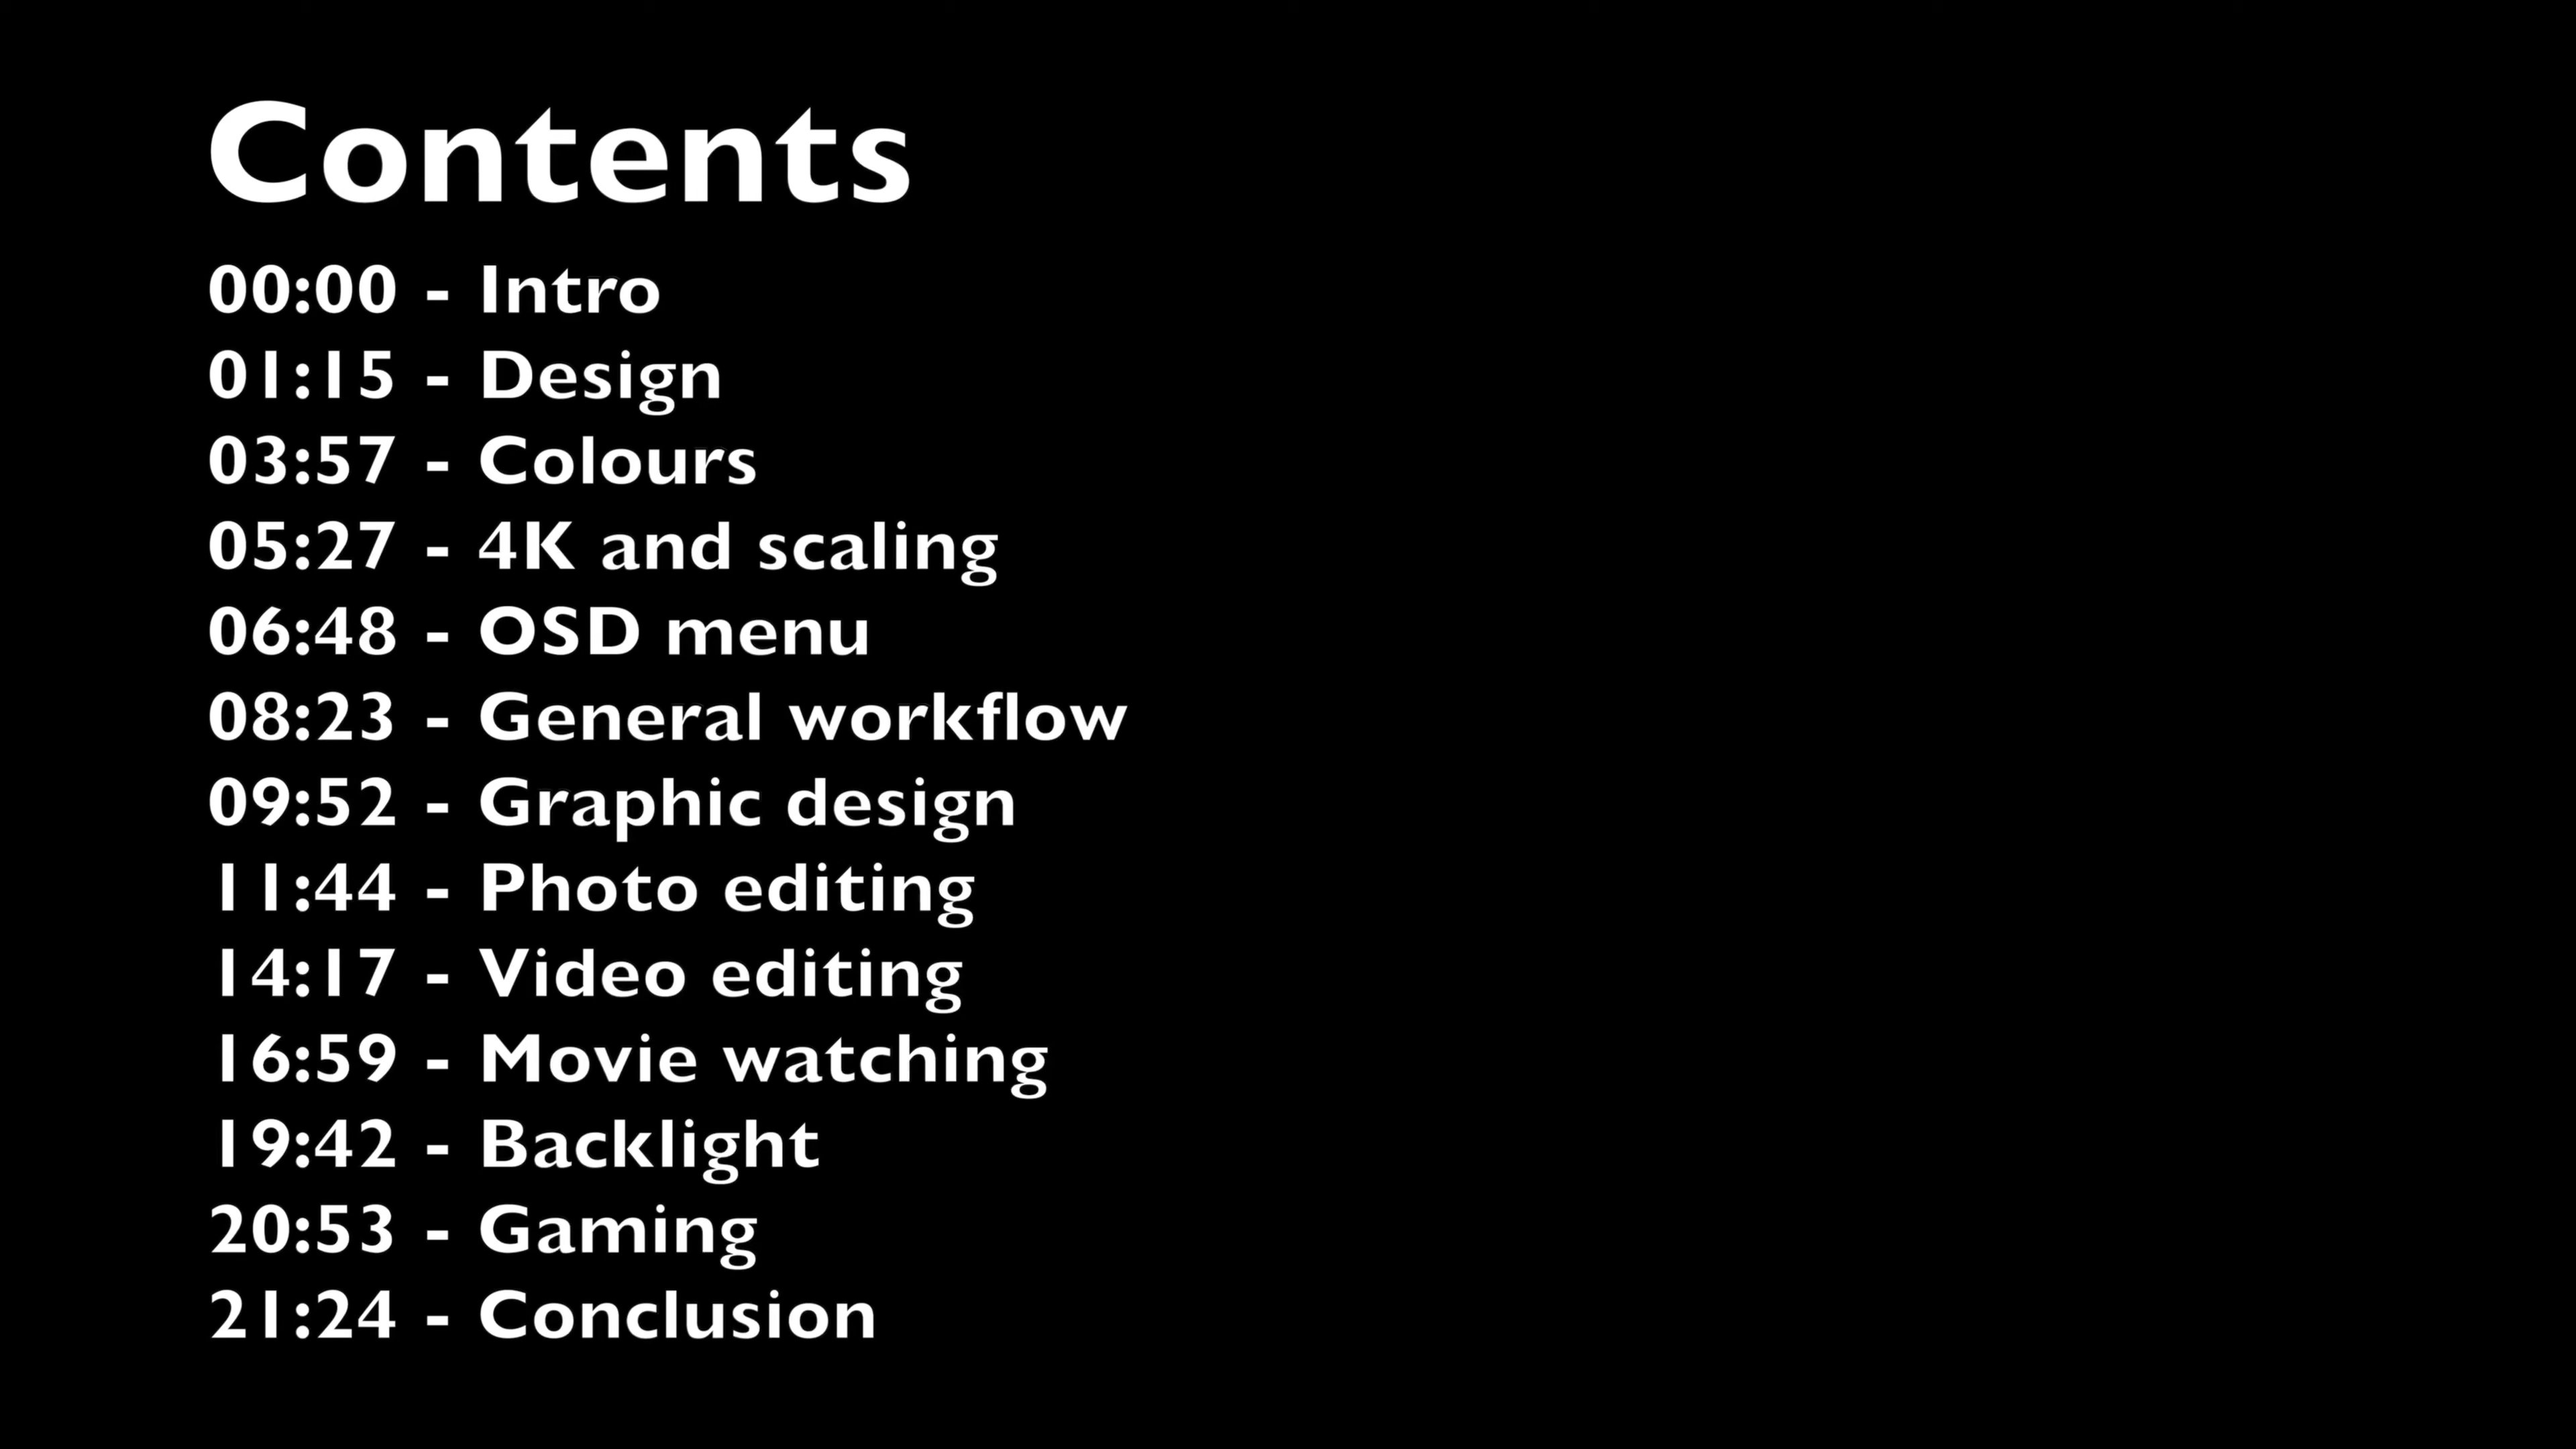 Contents
00:00 - Intro
01:15 - Design
03:57 - Colours
05:27 - 4K and scaling
06:48 - OSD menu
08:23 - General workflow
09:52 - Graphic design
11:44 - Photo editing
14:17 - Video editing
16:59 - Movie watching
19:42 - Backlight
20:53 - Gaming
21:24 - Conclusion